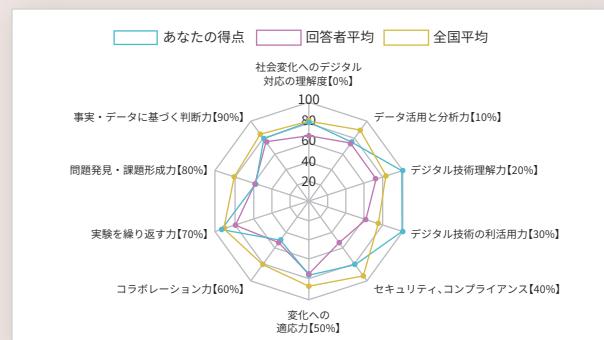 あなたの得点 回答者平均 全国平均
社会変化へのデジタル
対応の理解度【0%】
事実・データに基づく判断力【90%】 データ活用と分析力【10%】
問題発見・課題形成力【80%】 デジタル技術理解力【20%】
実験を繰り返す力【70%】 デジタル技術の利活用力【30%】
コラボレーション力【60%】 セキュリティ、コンプライアンス【40%】
変化への
適応力【50%】
100
80
60
40
20